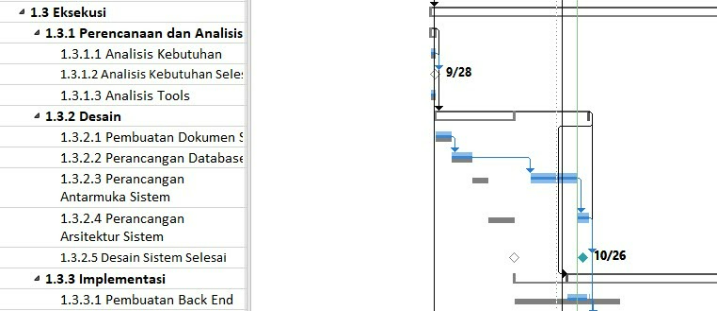 1.3 Eksekusi
1.3.1 Perencanaan dan Analisis
1.3.1.1 Analisis Kebutuhan
1.3.1.2 Analisis Kebutuhan Seles
9/28
1.3.1.3 Analisis Tools
1.3.2 Desain
1.3.2.1 Pembuatan Dokumen S
1.3.2.2 Perancangan Database
1.3.2.3 Perancangan
Antarmuka Sistem
1.3.2.4 Perancangan
Arsitektur Sistem
1.3.2.5 Desain Sistem Selesai
10/26
1.3.3 Implementasi
1.3.3.1 Pembuatan Back End